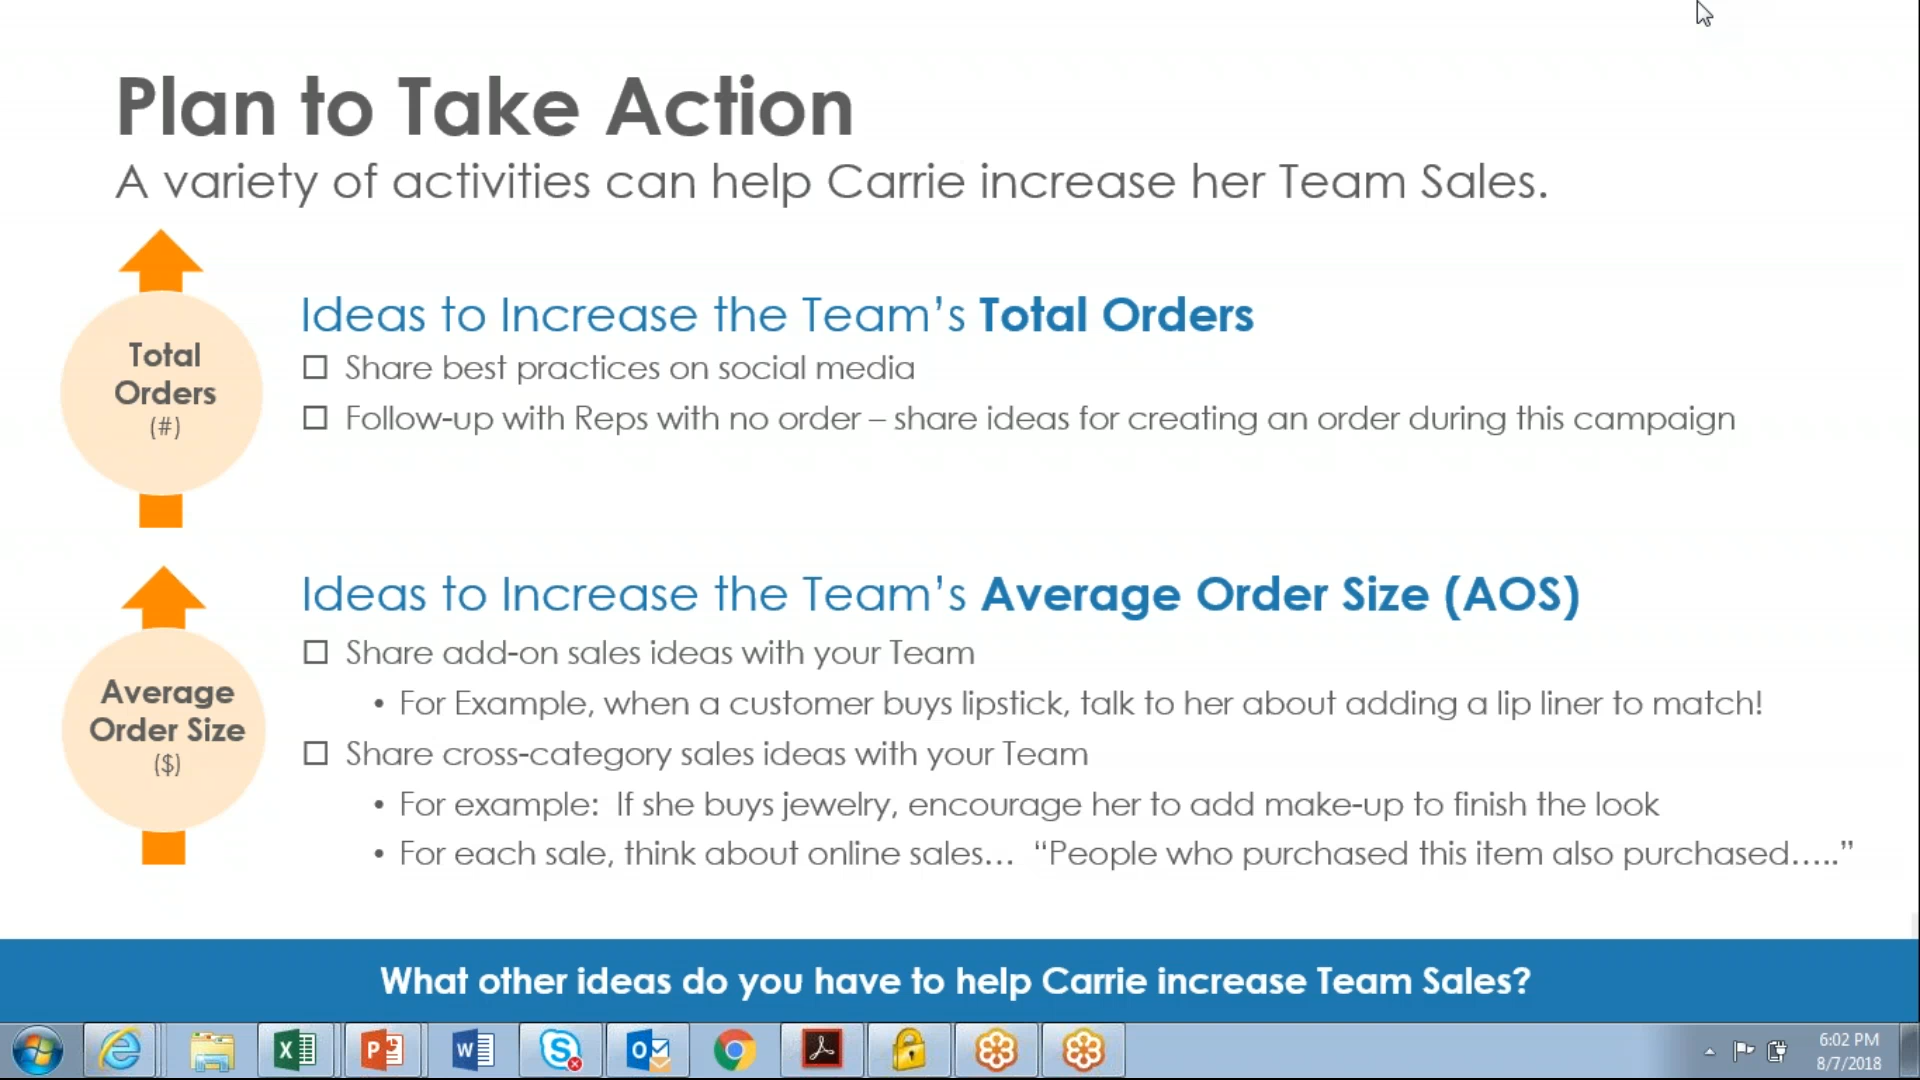 Plan to Take Action
A variety of activities can help Carrie increase her Team Sales.
Total
Orders
(#)
Ideas to Increase the Team’s Total Orders
Share best practices on social media
Follow-up with Reps with no order – share ideas for creating an order during this campaign
Average
Order Size
($)
Ideas to Increase the Team’s Average Order Size (AOS)
Share add-on sales ideas with your Team
• For Example, when a customer buys lipstick, talk to her about adding a lip liner to match!
Share cross-category sales ideas with your Team
• For example:  If she buys jewelry, encourage her to add make-up to finish the look
• For each sale, think about online sales…  “People who purchased this item also purchased…..”
What other ideas do you have to help Carrie increase Team Sales?
6:02 PM
8/7/2018